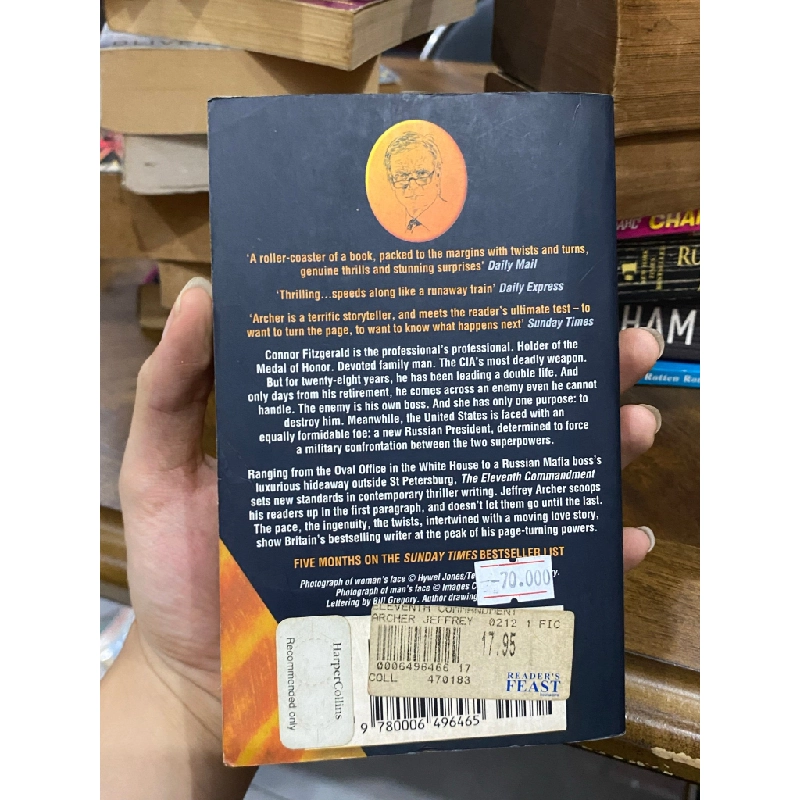 OLIVER
'A roller-coaster of a book, packed to the margins with twists and turns,
genuine thrills and stunning surprises' Daily Mail
'Thrilling...speeds along like a runaway train' Daily Express
'Archer is a terrific storyteller, and meets the reader's ultimate test – to
want to turn the page, to want to know what happens next' Sunday Times
Connor Fitzgerald is the professional's professional. Holder of the
Medal of Honor. Devoted family man. The CIA's most deadly weapon.
But for twenty-eight years, he has been leading a double life. And
only days from his retirement, he comes across an enemy even he cannot
handle. The enemy is his own boss. And she has only one purpose: to
destroy him. Meanwhile, the United States is faced with an
equally formidable foe: a new Russian President, determined to force
a military confrontation between the two superpowers.
Ranging from the Oval Office in the White House to a Russian Mafia boss's
luxurious hideaway outside St Petersburg, The Eleventh Commandment
sets new standards in contemporary thriller writing. Jeffrey Archer scoops
his readers up in the first paragraph, and doesn't let them go until the last.
The pace, the ingenuity, the twists, intertwined with a moving love story,
show Britain's bestselling writer at the peak of his page-turning powers.
FIVE MONTHS ON THE SUNDAY TIMES BESTSELLER LIST
Photograph of woman's face © Hywel Jones/
Photograph of man's face © Images
Lettering by Bill Gregory. Author drawing
70.000
ELEVENTH COMMANDMENT
ARCHER JEFFREY 0212 1 FIC
17.95
0006496466 17
COLL 470183
READER'S
FEAST
HarperCollins
Recommended only
9 780006 496465
CHA
RU
HAM